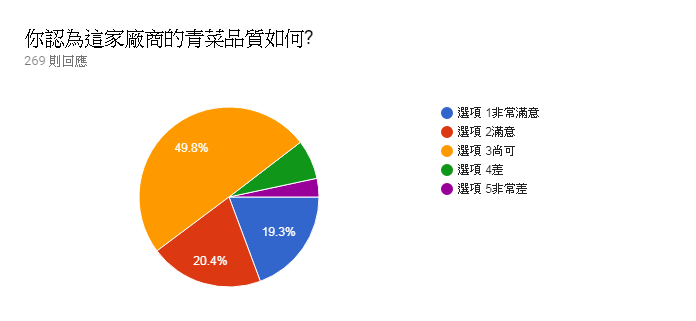 你認為這家廠商的青菜品質如何?
269 則回應
49.8%
19.3%
20.4%
選項 1非常滿意
選項 2滿意
選項 3尚可
選項 4差
選項 5非常差